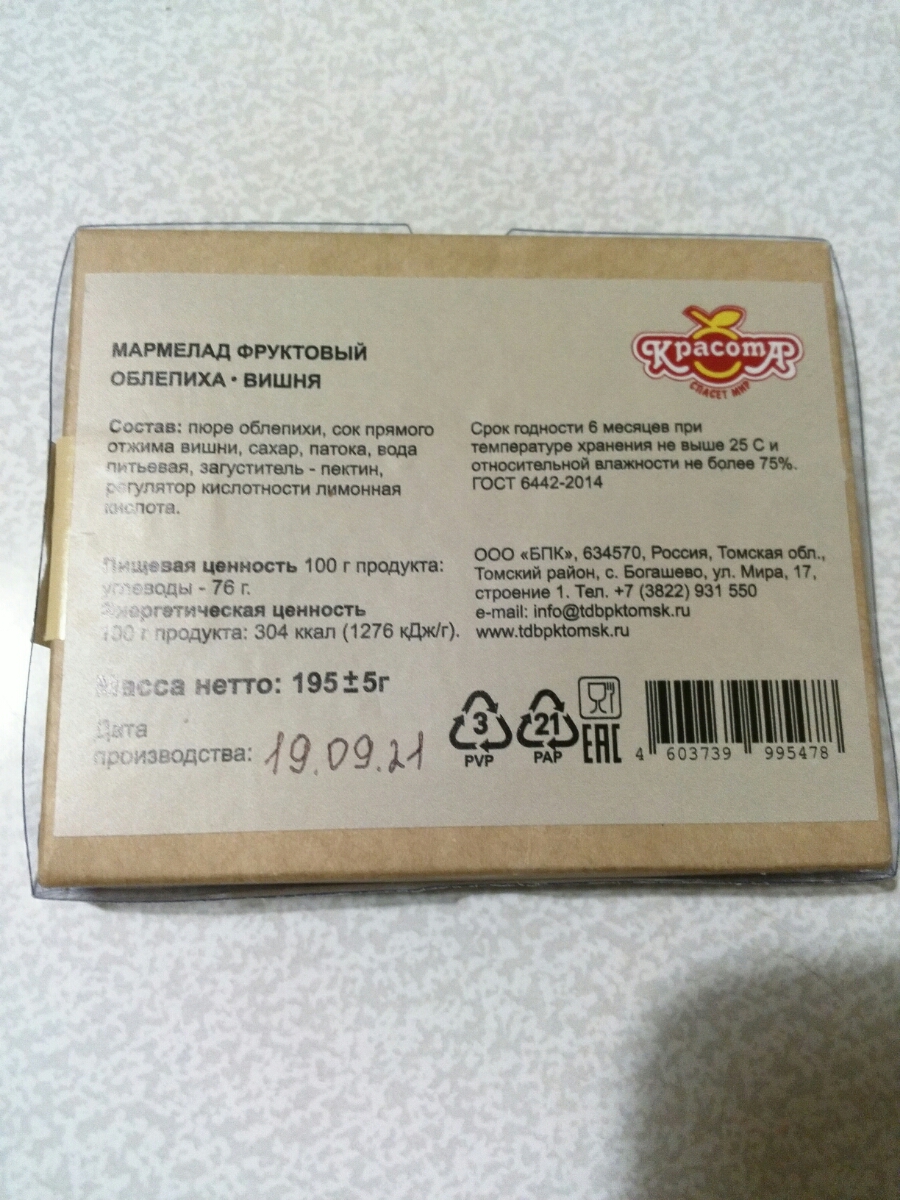 МАРМЕЛАД ФРУКТОВЫЙ
ОБЛЕПИХА • ВИШНЯ
Состав: пюре облепихи, сок прямого
отжима вишни, сахар, патока, вода
питьевая, загуститель - пектин,
регулятор кислотности лимонная
кислота.
Пищевая ценность 100 г продукта:
углеводы - 76 г.
Энергетическая ценность
100 г продукта: 304 ккал (1276 кДж/г).
Масса нетто: 195±5г
Дата
производства: 19.09.21
КрасотА
СПАСЕТ МИР
Срок годности 6 месяцев при
температуре хранения не выше 25 С и
относительной влажности не более 75%.
ГОСТ 6442-2014
ООО «БПК», 634570, Россия, Томская обл.,
Томский район, с. Богашево, ул. Мира, 17,
строение 1. Тел. +7 (3822) 931 550
e-mail: info@tdbpktomsk.ru
www.tdbpktomsk.ru
3
PVP
21
PAP
EAC
4 603739 995478